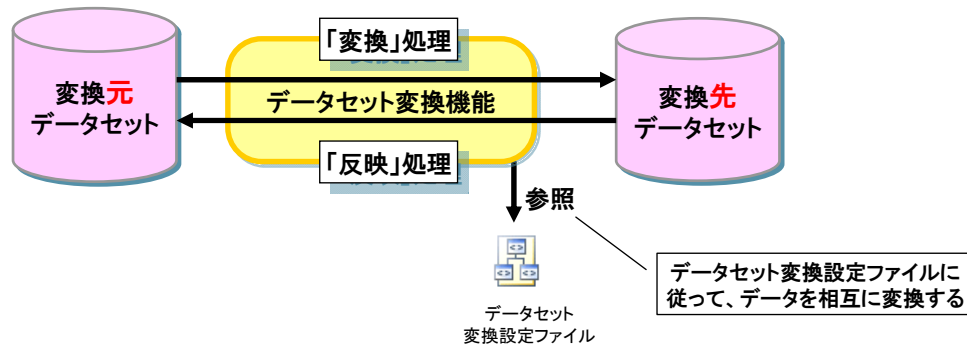 「変換」処理
変換元
データセット
データセット変換機能
変換先
データセット
「反映」処理
参照
データセット
変換設定ファイル
データセット変換設定ファイルに
従って、データを相互に変換する